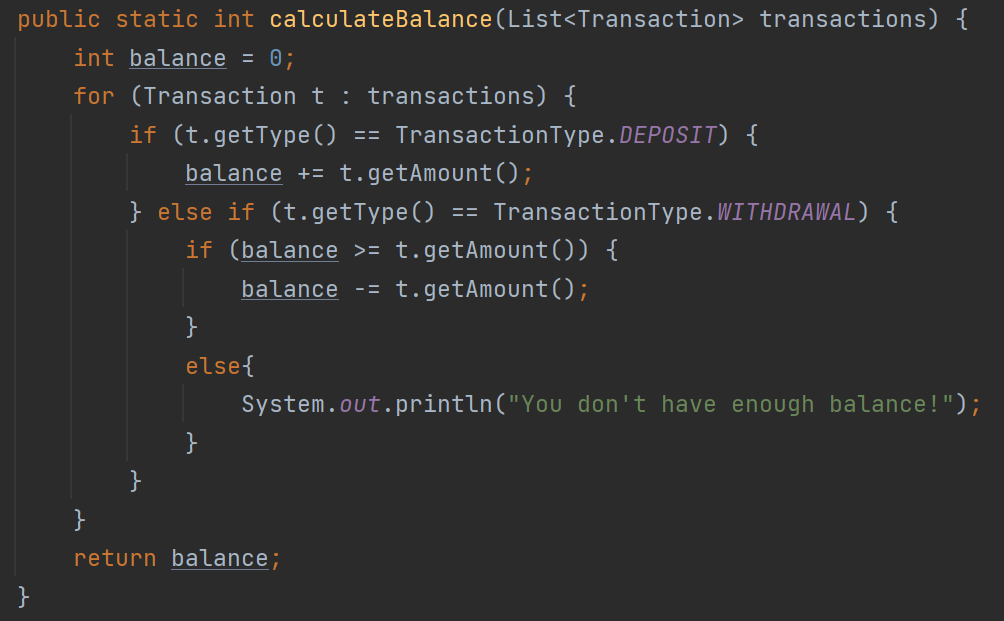 public static int calculateBalance(List<Transaction> transactions) {
    int balance = 0;
    for (Transaction t : transactions) {
        if (t.getType() == TransactionType.DEPOSIT) {
            balance += t.getAmount();
        } else if (t.getType() == TransactionType.WITHDRAWAL) {
            if (balance >= t.getAmount()) {
                balance -= t.getAmount();
            }
            else{
                System.out.println("You don't have enough balance!");
            }
        }
    }
    return balance;
}